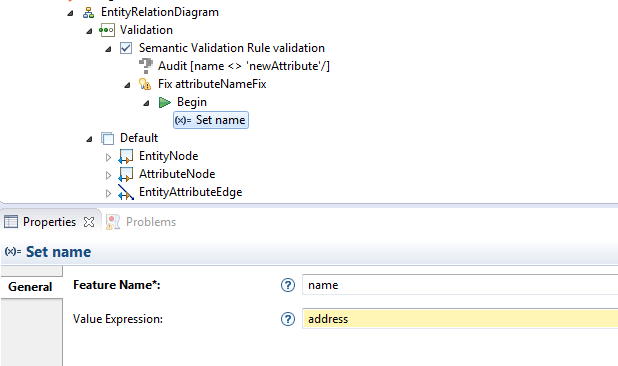 EntityRelationDiagram
Validation
Semantic Validation Rule validation
Audit [name <> 'newAttribute'/]
Fix attributeNameFix
Begin
(x)= Set name
Default
EntityNode
AttributeNode
EntityAttributeEdge
Properties Problems
(x)= Set name
General
Feature Name*: ? name
Value Expression: ? address